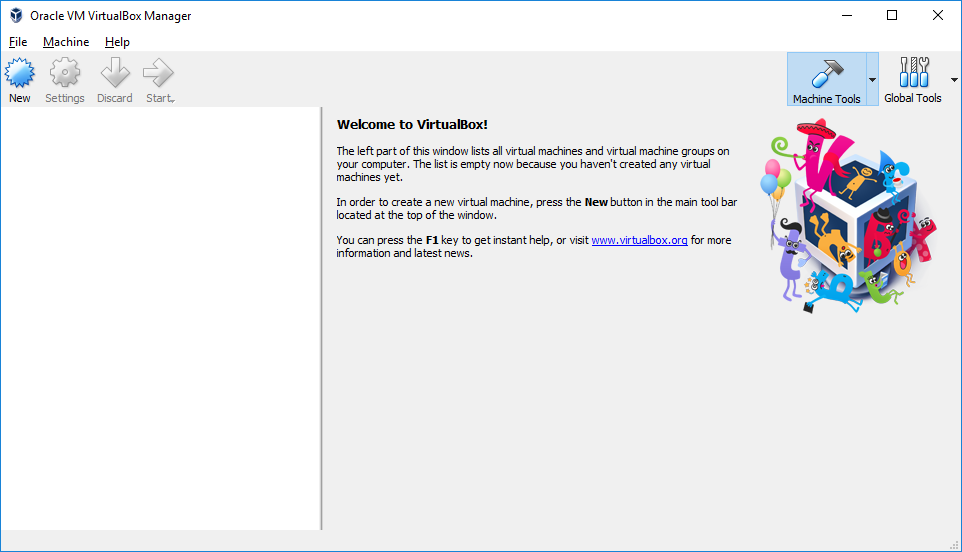 Oracle VM VirtualBox Manager
File Machine Help
New Settings Discard Start
Machine Tools Global Tools
Welcome to VirtualBox!
The left part of this window lists all virtual machines and virtual machine groups on
your computer. The list is empty now because you haven't created any virtual
machines yet.
In order to create a new virtual machine, press the New button in the main tool bar
located at the top of the window.
You can press the F1 key to get instant help, or visit www.virtualbox.org for more
information and latest news.